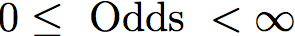 0 ≤ Odds < ∞